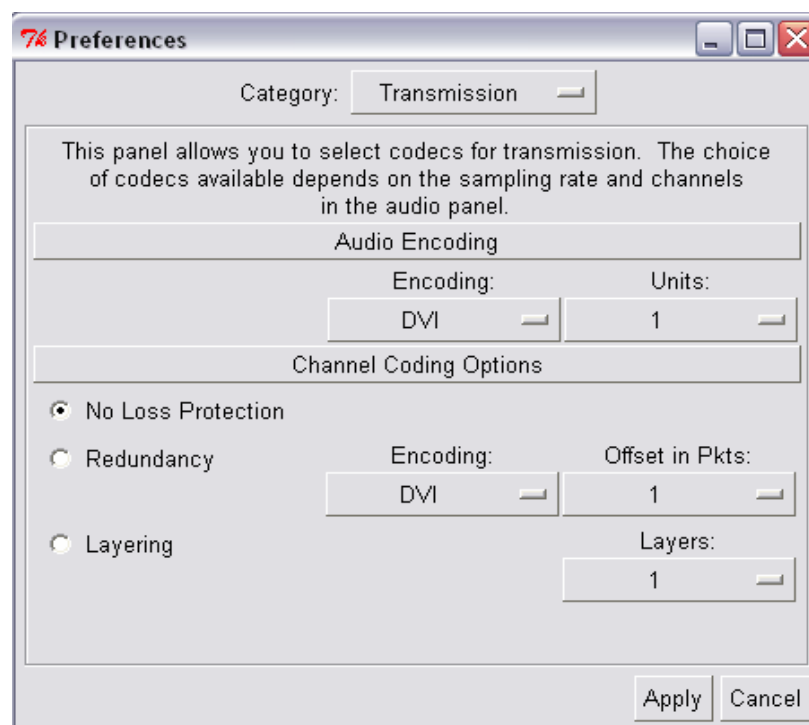 Preferences
Category: Transmission
This panel allows you to select codecs for transmission. The choice
of codecs available depends on the sampling rate and channels
in the audio panel.
Audio Encoding
Encoding: Units:
DVI 1
Channel Coding Options
No Loss Protection
Redundancy Encoding: Offset in Pkts:
DVI 1
Layering Layers:
1
Apply Cancel